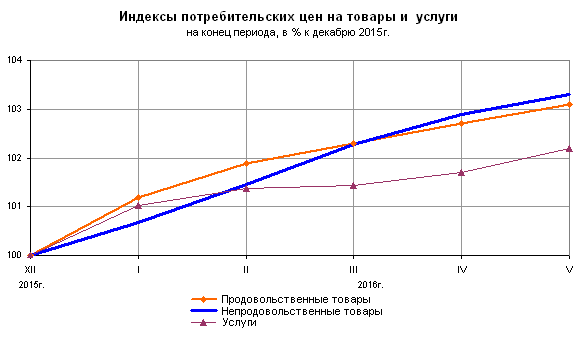 Индексы потребительских цен на товары и услуги
на конец периода, в % к декабрю 2015г.
104
103
102
101
100
XII I II III IV V
2015г. 2016г.
Продовольственные товары
Непродовольственные товары
Услуги